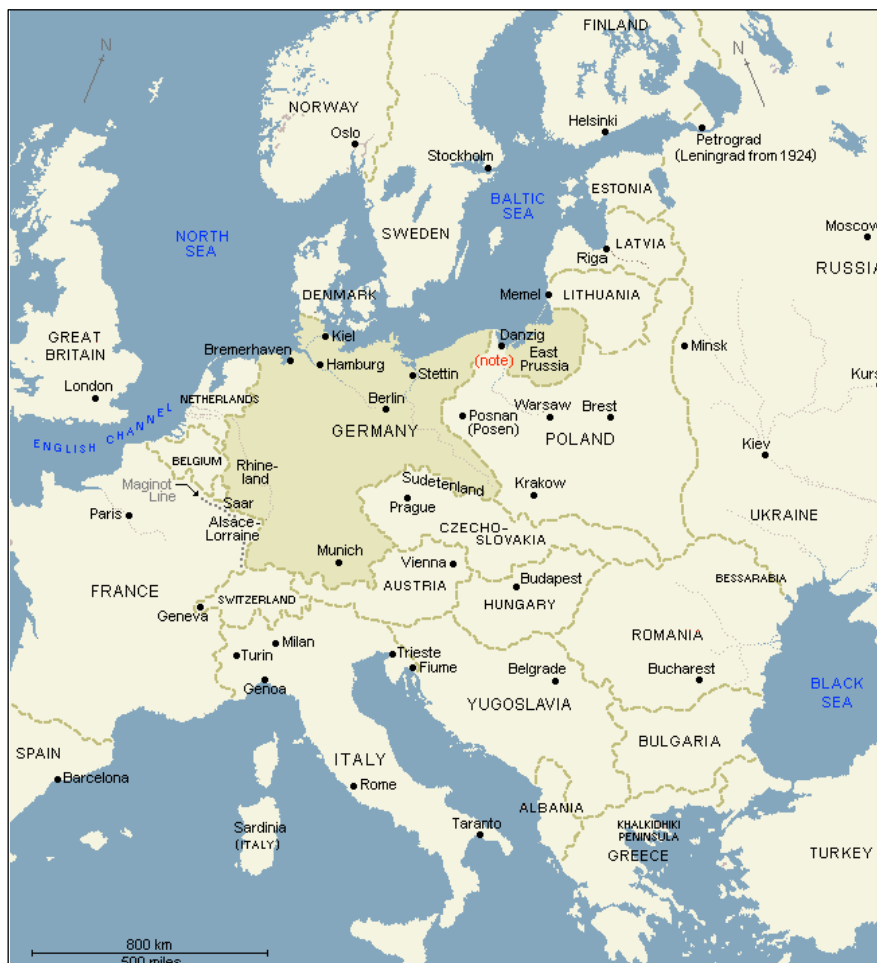 FINLAND
N
N
NORWAY
Oslo
Helsinki
Petrograd
(Leningrad from 1924)
Stockholm
ESTONIA
BALTIC
SEA
NORTH
SEA
SWEDEN
Moscow
LATVIA
Riga
RUSSIA
DENMARK
Memel
LITHUANIA
GREAT
BRITAIN
Kiel
Danzig
Minsk
Bremerhaven
Hamburg
(note)
East
Prussia
Stettin
London
NETHERLANDS
Berlin
Kurs
Posnan
(Posen)
Warsaw
Brest
ENGLISH CHANNEL
GERMANY
POLAND
Kiev
BELGIUM
Rhine-
land
Maginot
Line
Sudetenland
Krakow
Saar
Prague
Paris
Alsace-
Lorraine
CZECHO-
SLOVAKIA
UKRAINE
Munich
Vienna
AUSTRIA
Budapest
BESSARABIA
FRANCE
SWITZERLAND
HUNGARY
Geneva
ROMANIA
Milan
Turin
Trieste
Fiume
Belgrade
Bucharest
Genoa
BLACK
SEA
YUGOSLAVIA
BULGARIA
SPAIN
ITALY
Barcelona
Rome
ALBANIA
Sardinia
(ITALY)
Taranto
KHALKIDHIKI
PENINSULA
GREECE
TURKEY
800 km
500 miles